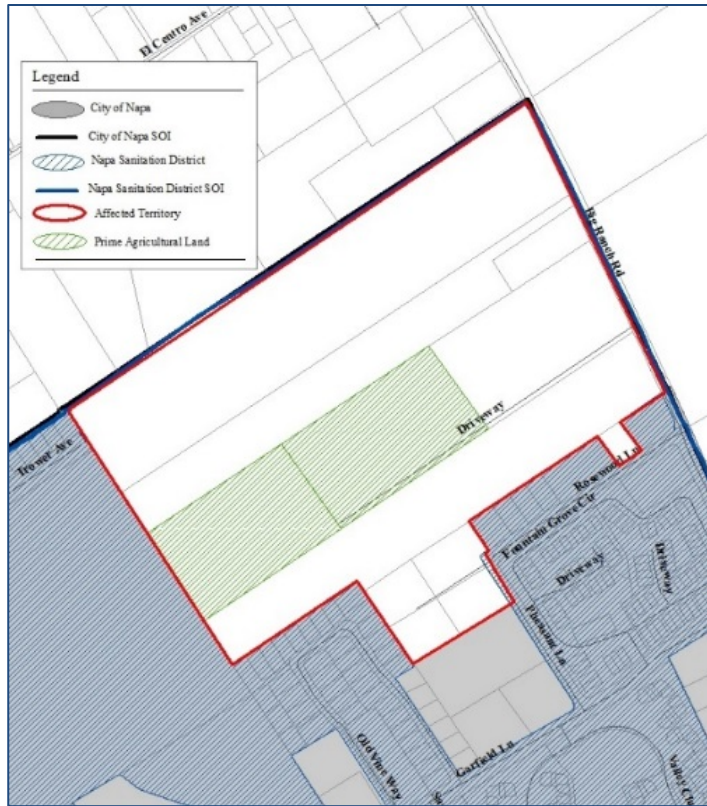 El Centro Ave
Legend
City of Napa
City of Napa SOI
Napa Sanitation District
Napa Sanitation District SOI
Affected Territory
Prime Agricultural Land
Big Ranch Rd
Driveway
Trower Ave
Rosewood Ln
Fountain Grove Cir
Driveway
Driveway
Pheasant Ln
Garfield Ln
Old Vine Way
Valley